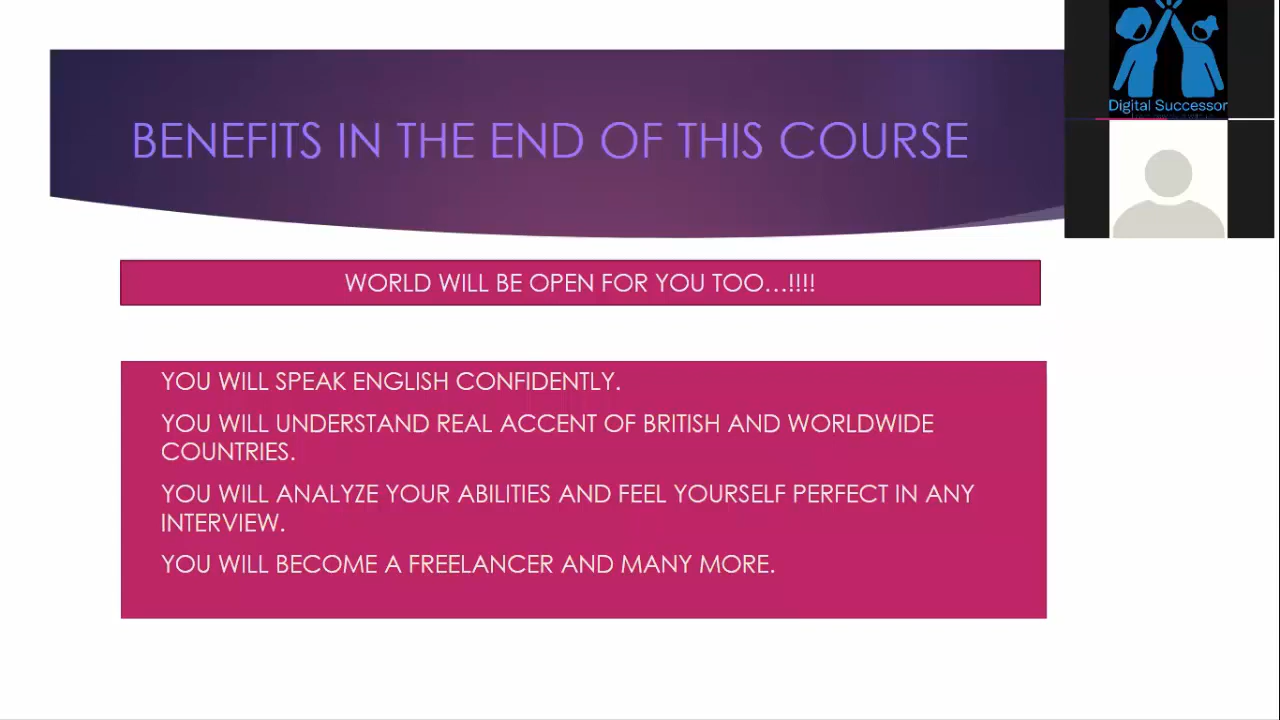 BENEFITS IN THE END OF THIS COURSE
Digital Successor
WORLD WILL BE OPEN FOR YOU TOO...!!!!
YOU WILL SPEAK ENGLISH CONFIDENTLY.
YOU WILL UNDERSTAND REAL ACCENT OF BRITISH AND WORLDWIDE
COUNTRIES.
YOU WILL ANALYZE YOUR ABILITIES AND FEEL YOURSELF PERFECT IN ANY
INTERVIEW.
YOU WILL BECOME A FREELANCER AND MANY MORE.